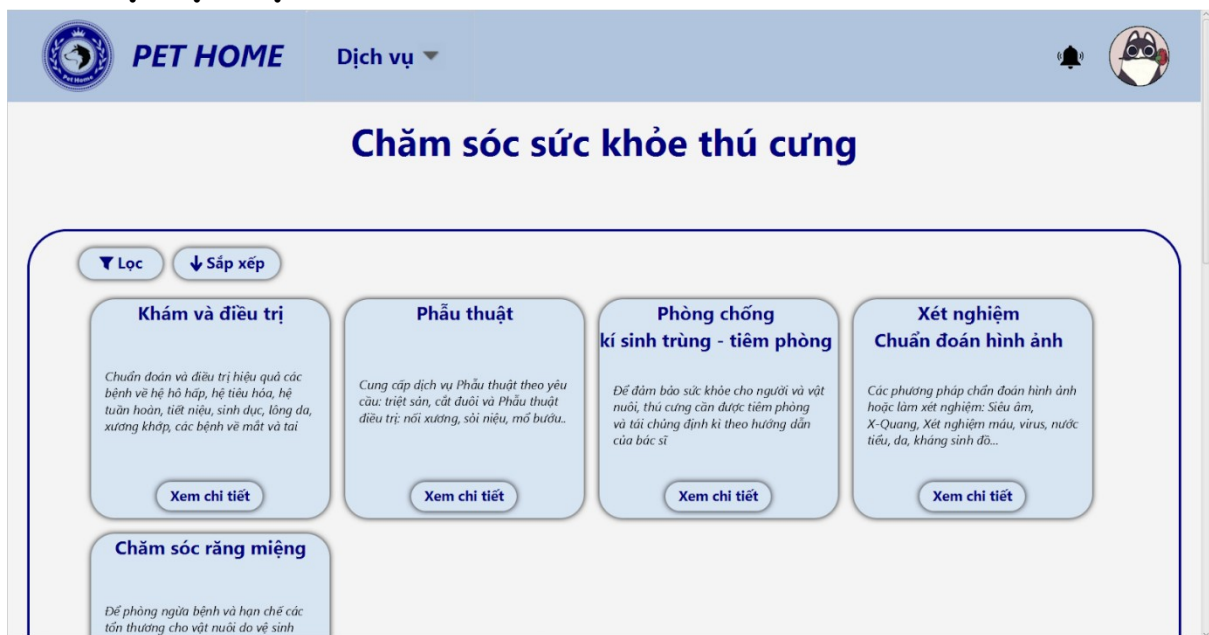 Pet Home
PET HOME
Dịch vụ
Chăm sóc sức khỏe thú cưng
Lọc
Sắp xếp
Khám và điều trị
Chuẩn đoán và điều trị hiệu quả các
bệnh về hệ hô hấp, hệ tiêu hóa, hệ
tuần hoàn, tiết niệu, sinh dục, lông da,
xương khớp, các bệnh về mắt và tai
Xem chi tiết
Phẫu thuật
Cung cấp dịch vụ Phẫu thuật theo yêu
cầu: triệt sản, cắt đuôi và Phẫu thuật
điều trị: nối xương, sỏi niệu, mổ bướu..
Xem chi tiết
Phòng chống
kí sinh trùng - tiêm phòng
Để đảm bảo sức khỏe cho người và vật
nuôi, thú cưng cần được tiêm phòng
và tái chủng định kì theo hướng dẫn
của bác sĩ
Xem chi tiết
Xét nghiệm
Chuẩn đoán hình ảnh
Các phương pháp chẩn đoán hình ảnh
hoặc làm xét nghiệm: Siêu âm,
X-Quang, Xét nghiệm máu, virus, nước
tiểu, da, kháng sinh đồ...
Xem chi tiết
Chăm sóc răng miệng
Để phòng ngừa bệnh và hạn chế các
tổn thương cho vật nuôi do vệ sinh